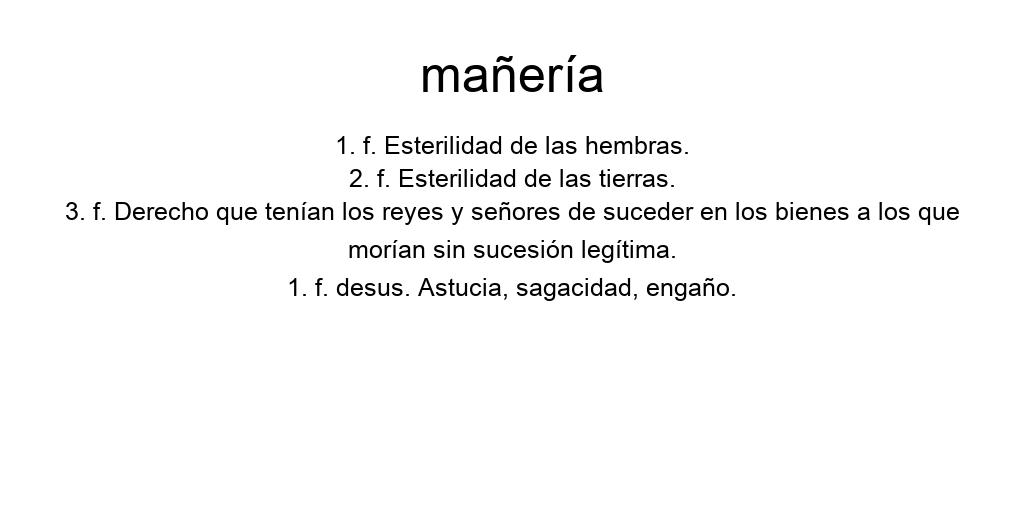 mañería
1. f. Esterilidad de las hembras.
2. f. Esterilidad de las tierras.
3. f. Derecho que tenían los reyes y señores de suceder en los bienes a los que
morían sin sucesión legítima.
1. f. desus. Astucia, sagacidad, engaño.